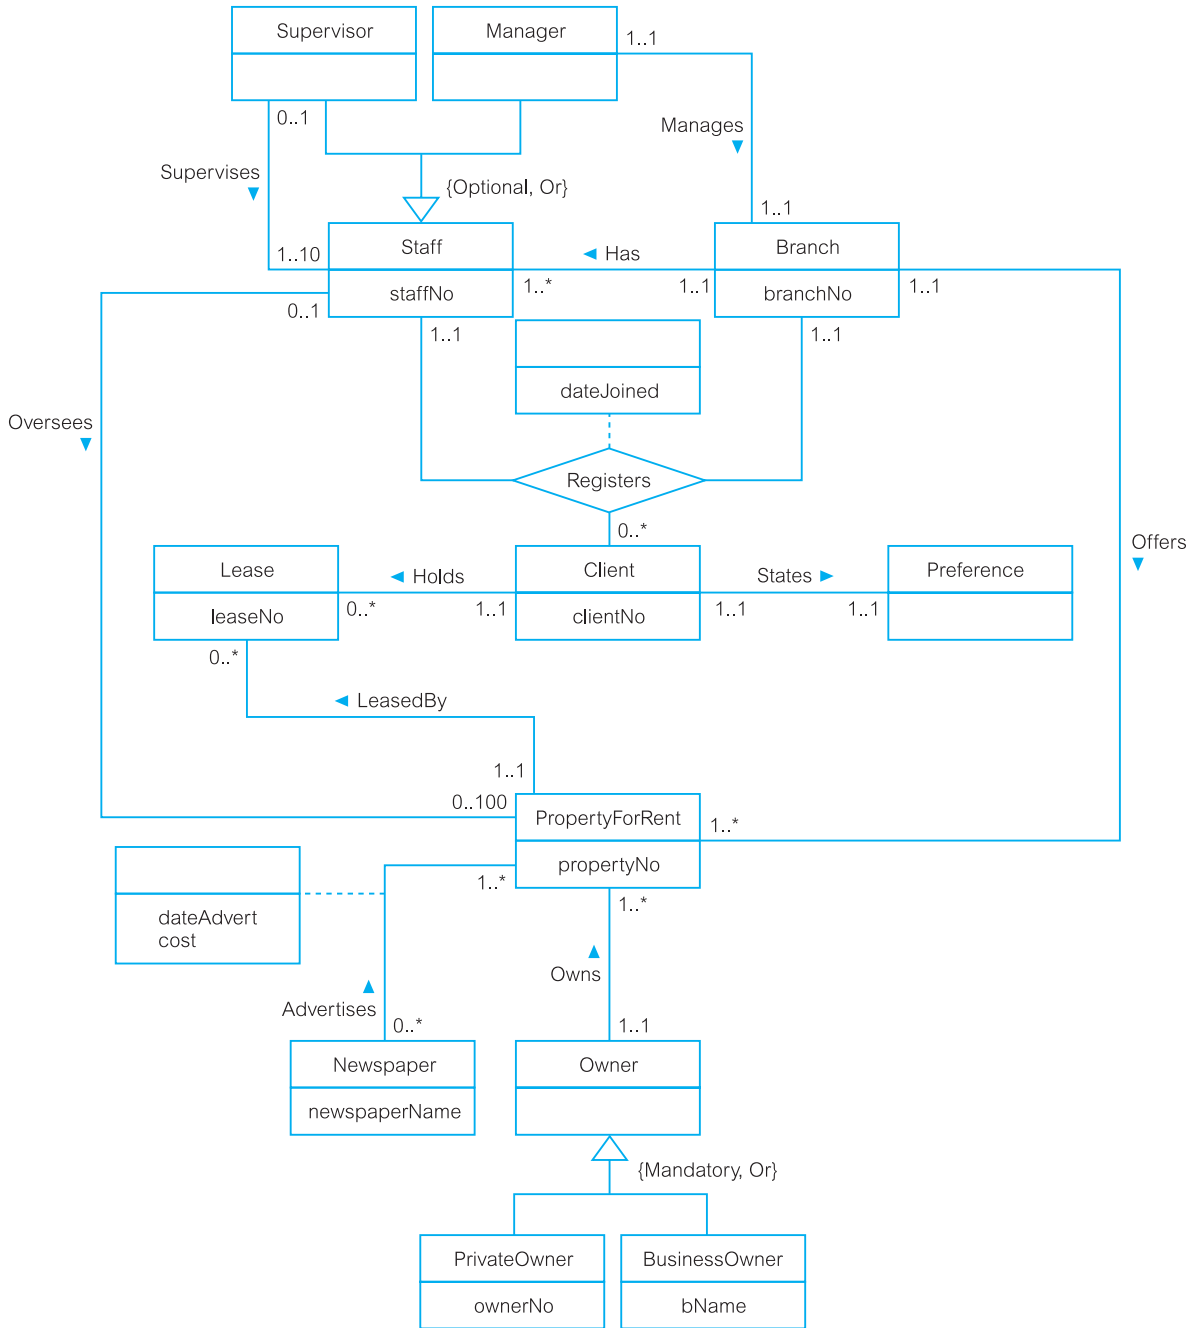 Supervisor
Manager
1..1
0..1
Manages
Supervises
{Optional, Or}
1..1
Staff
Has
Branch
1..10
1..*
1..1
1..1
staffNo
branchNo
0..1
1..1
1..1
dateJoined
Oversees
Registers
0..*
Offers
Lease
Holds
Client
States
Preference
0..*
1..1
1..1
1..1
leaseNo
clientNo
0..*
LeasedBy
1..1
0..100
PropertyForRent
1..*
propertyNo
1..*
1..*
dateAdvert
cost
Owns
Advertises
0..*
1..1
Newspaper
Owner
newspaperName
{Mandatory, Or}
PrivateOwner
BusinessOwner
ownerNo
bName